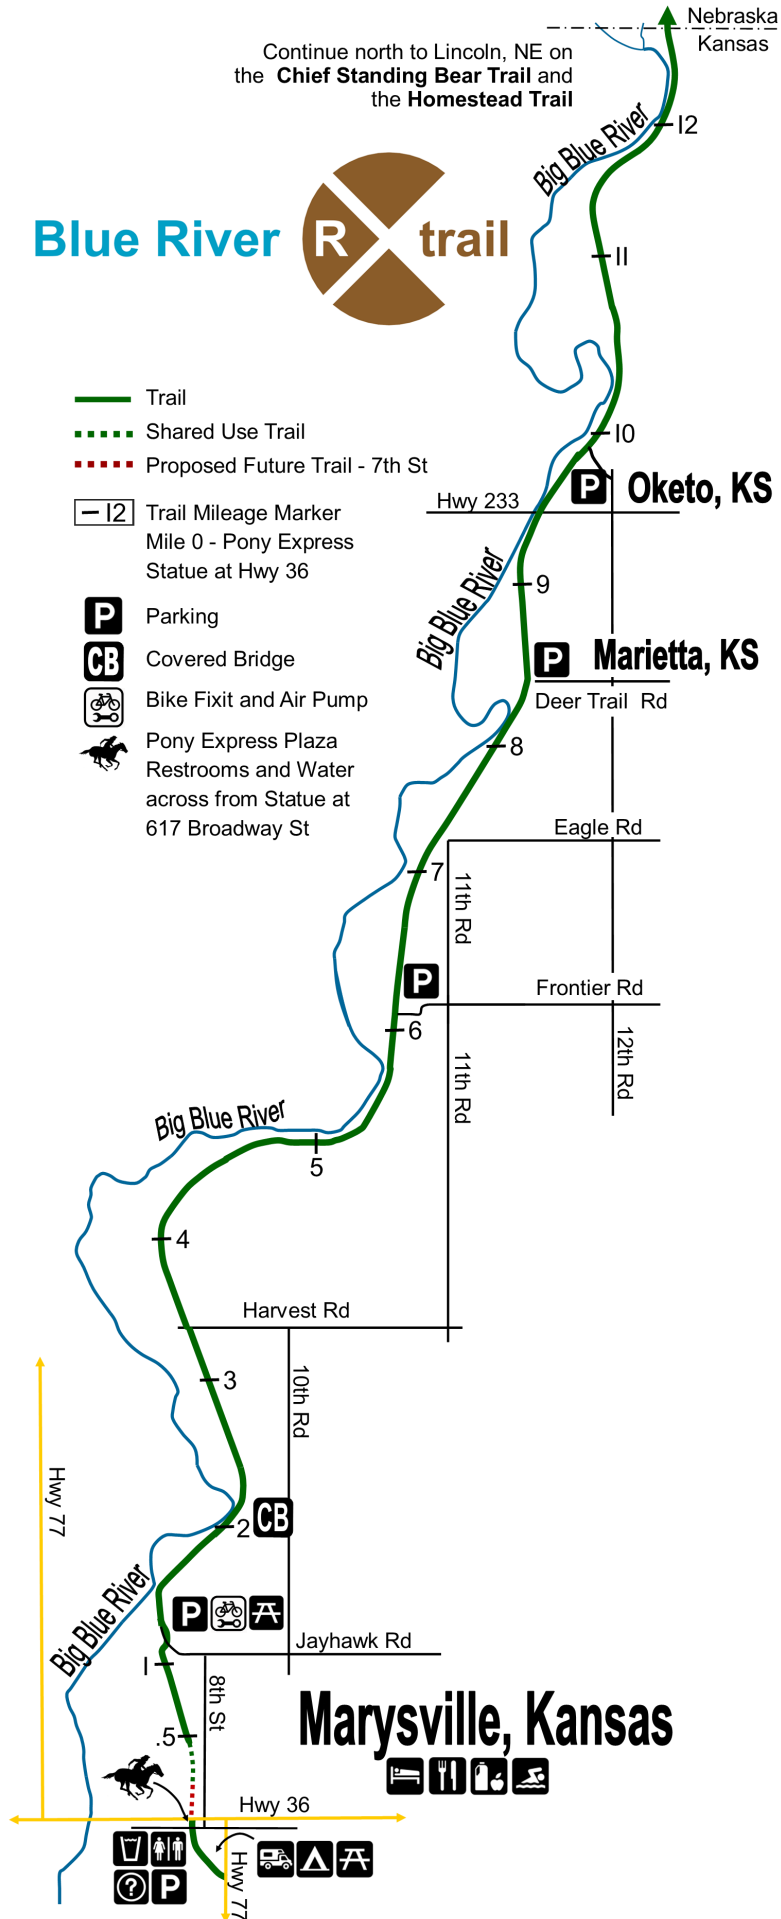 Nebraska
Kansas
Continue north to Lincoln, NE on
the Chief Standing Bear Trail and
the Homestead Trail
Big Blue River
I2
Blue River R trail
II
Trail
Shared Use Trail
Proposed Future Trail - 7th St
I0
P
Oketo, KS
Hwy 233
I2
Trail Mileage Marker
Mile 0 - Pony Express
Statue at Hwy 36
9
Big Blue River
P
Parking
CB
Covered Bridge
P
Marietta, KS
Deer Trail Rd
Bike Fixit and Air Pump
8
Pony Express Plaza
Restrooms and Water
across from Statue at
617 Broadway St
Eagle Rd
7
11th Rd
P
Frontier Rd
6
11th Rd
12th Rd
Big Blue River
5
4
Harvest Rd
3
10th Rd
Hwy 77
2
CB
Big Blue River
P
Jayhawk Rd
I
8th St
Marysville, Kansas
.5
Hwy 36
?
P
Hwy 77